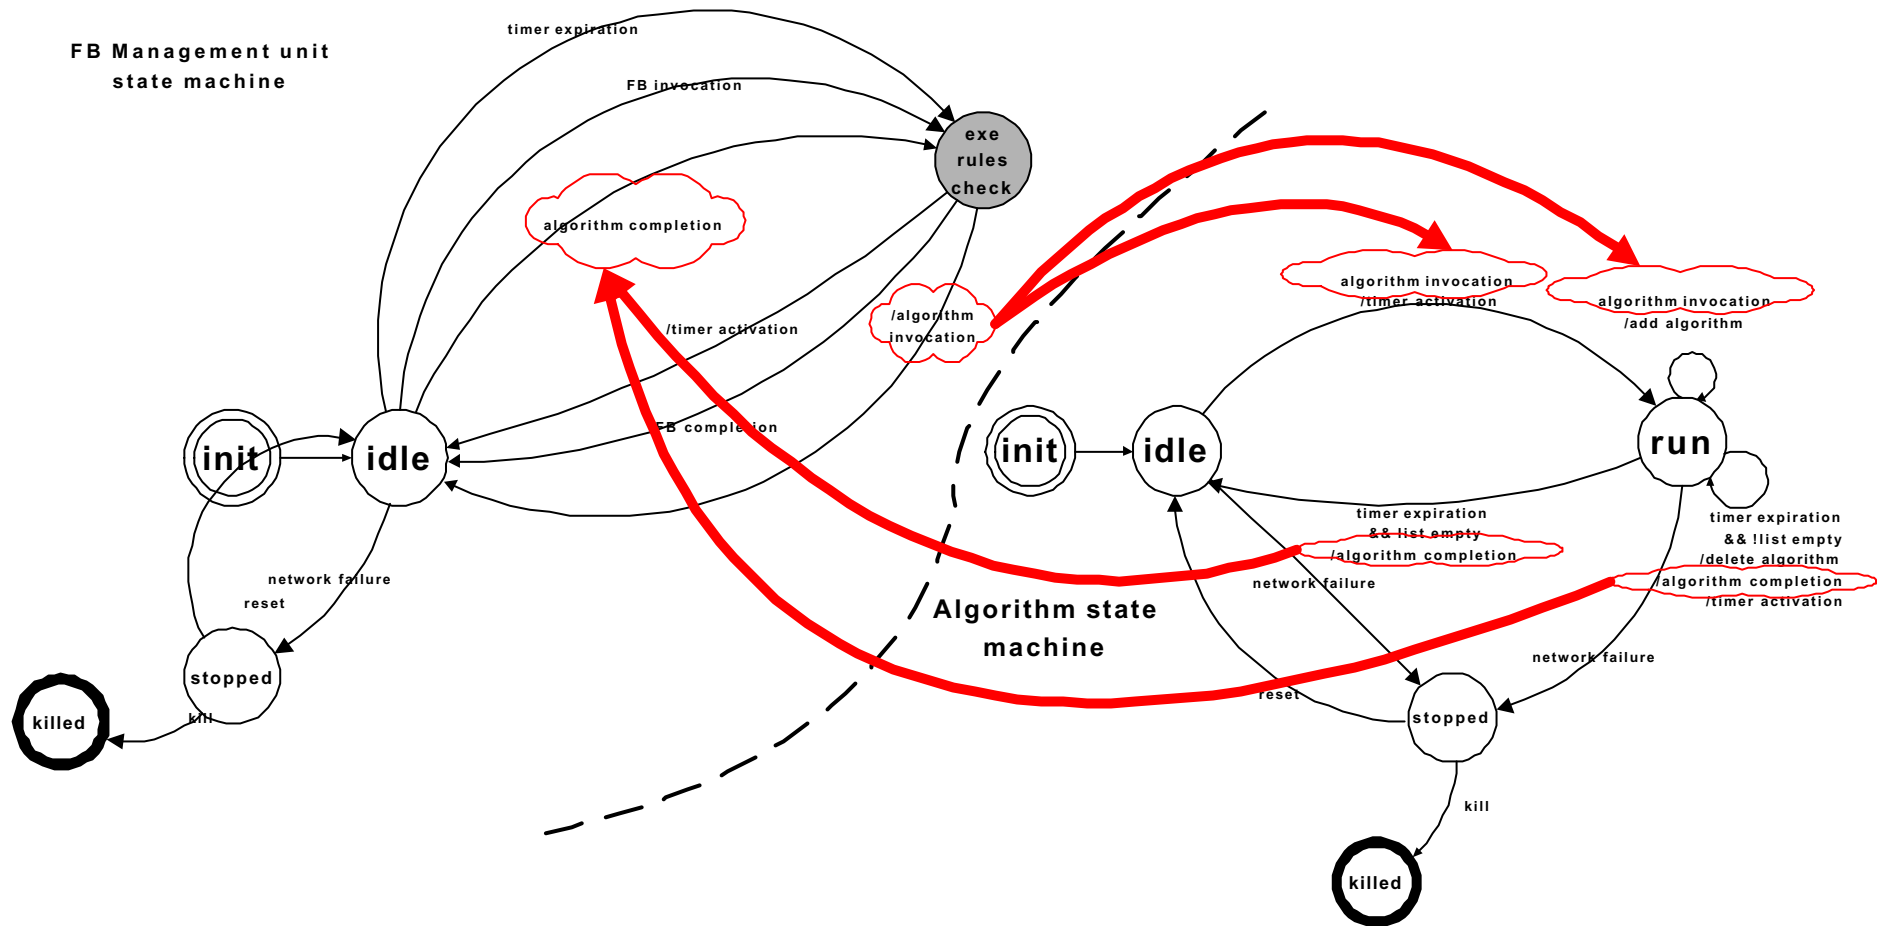 FB Management unit
state machine
timer expiration
FB invocation
exe
rules
check
algorithm completion
/algorithm
invocation
/timer activation
FB completion
init
idle
network failure
reset
stopped
kill
killed
algorithm invocation
/timer activation
algorithm invocation
/add algorithm
init
idle
run
timer expiration
&& list empty
/algorithm completion
timer expiration
&& !list empty
/delete algorithm
/algorithm completion
/timer activation
network failure
Algorithm state
machine
network failure
reset
stopped
kill
killed